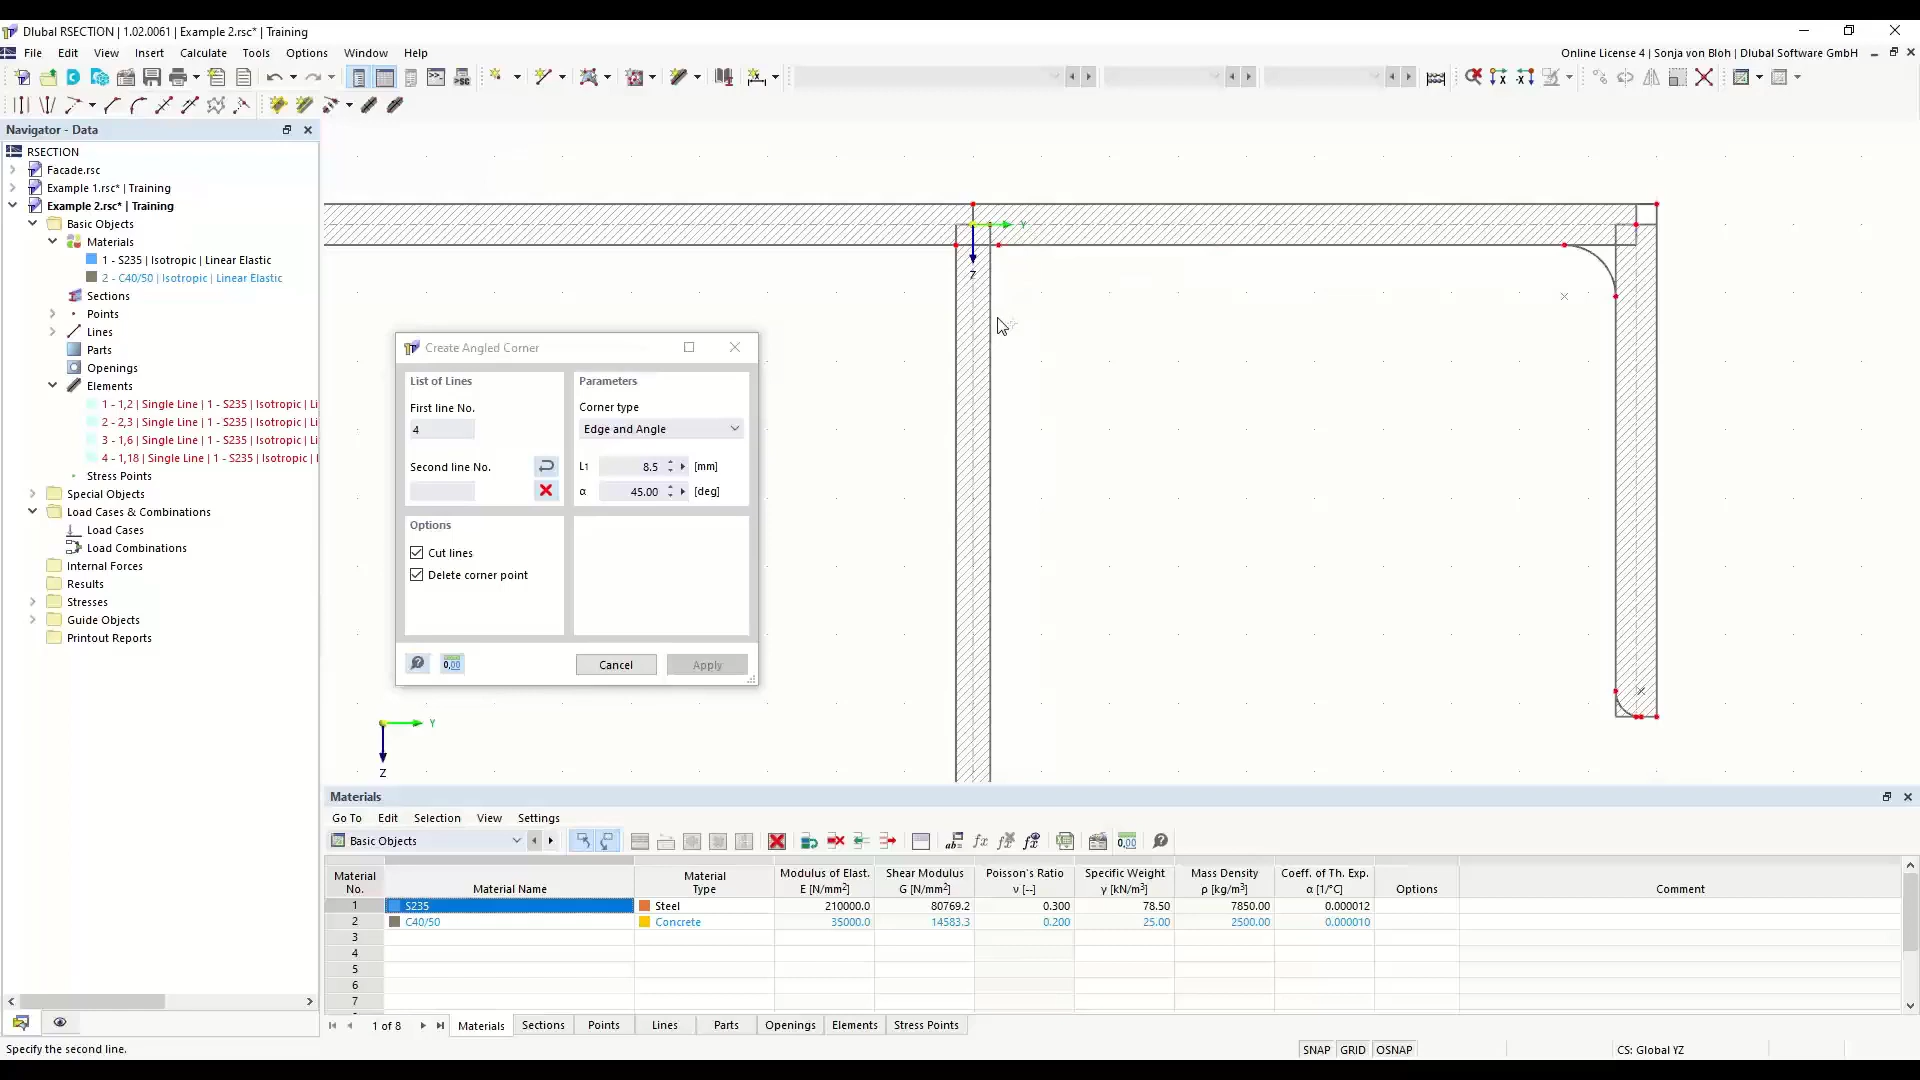 Dlubal RSECTION | 1.02.0061 | Example 2.rsc* | Training
File Edit View Insert Calculate Tools Options Window Help
Online License 4 | Sonja von Bloh | Dlubal Software GmbH
Navigator - Data
RSECTION
Facade.rsc
Example 1.rsc* | Training
Example 2.rsc* | Training
Basic Objects
Materials
1 - S235 | Isotropic | Linear Elastic
2 - C40/50 | Isotropic | Linear Elastic
Sections
Points
Lines
Parts
Openings
Elements
1 - 1,2 | Single Line | 1 - S235 | Isotropic | Li
2 - 2,3 | Single Line | 1 - S235 | Isotropic | Li
3 - 1,6 | Single Line | 1 - S235 | Isotropic | Li
4 - 1,18 | Single Line | 1 - S235 | Isotropic | l
Stress Points
Special Objects
Load Cases & Combinations
Load Cases
Load Combinations
Internal Forces
Results
Stresses
Guide Objects
Printout Reports
Y
Z
Create Angled Corner
List of Lines
First line No.
4
Second line No.
Parameters
Corner type
Edge and Angle
L1 8.5 [mm]
α 45.00 [deg]
Options
Cut lines
Delete corner point
0,00
Cancel Apply
Y
Z
Materials
Go To Edit Selection View Settings
Basic Objects
Material No. Material Name Material Type Modulus of Elast. E [N/mm²] Shear Modulus G [N/mm²] Poisson's Ratio ν [--] Specific Weight γ [kN/m³] Mass Density ρ [kg/m³] Coeff. of Th. Exp. α [1/°C] Options Comment
1 S235 Steel 210000.0 80769.2 0.300 78.50 7850.00 0.000012
2 C40/50 Concrete 35000.0 14583.3 0.200 25.00 2500.00 0.000010
3
4
5
6
7
1 of 8 Materials Sections Points Lines Parts Openings Elements Stress Points
Specify the second line.
SNAP GRID OSNAP CS: Global YZ